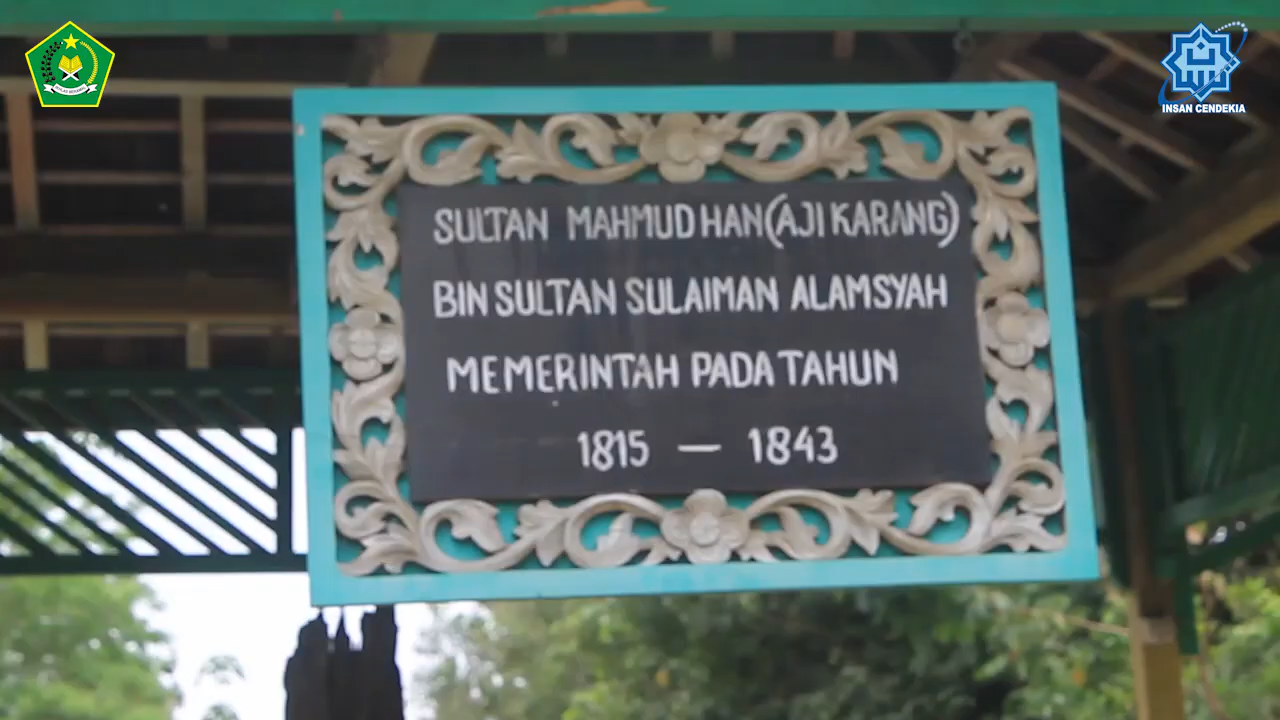 INSAN CENDEKIA
SULTAN MAHMUD HAN (AJI KARANG)
BIN SULTAN SULAIMAN ALAMSYAH
MEMERINTAH PADA TAHUN
1815 — 1843